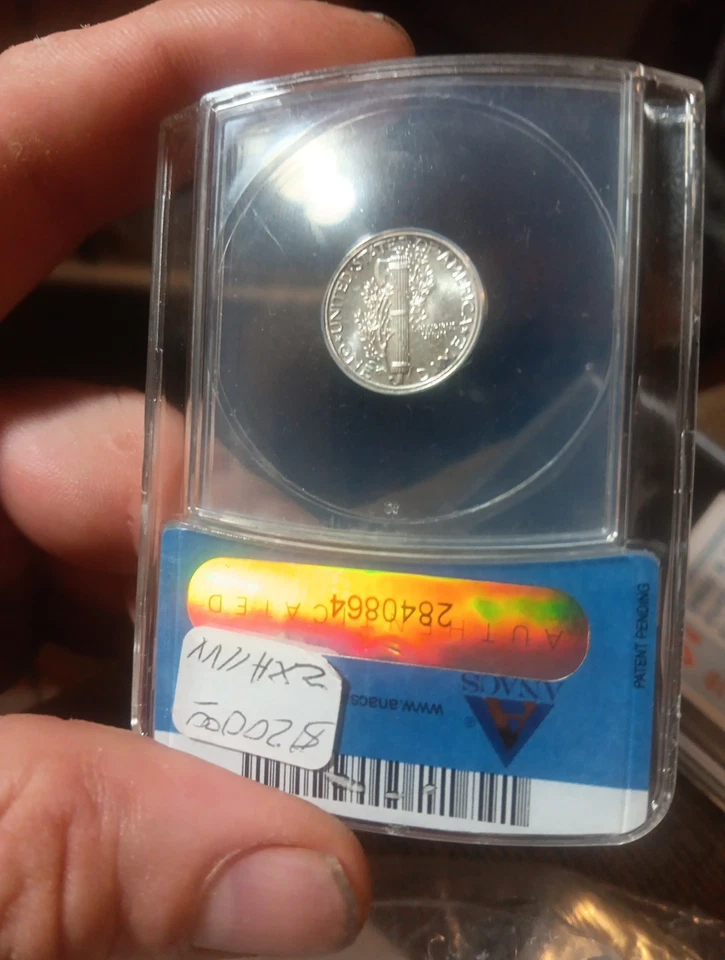 UNITED STATES OF AMERICA
AUTHENTICATED
2840864
PATENT PENDING
ANACS
www.anacs
$200.00